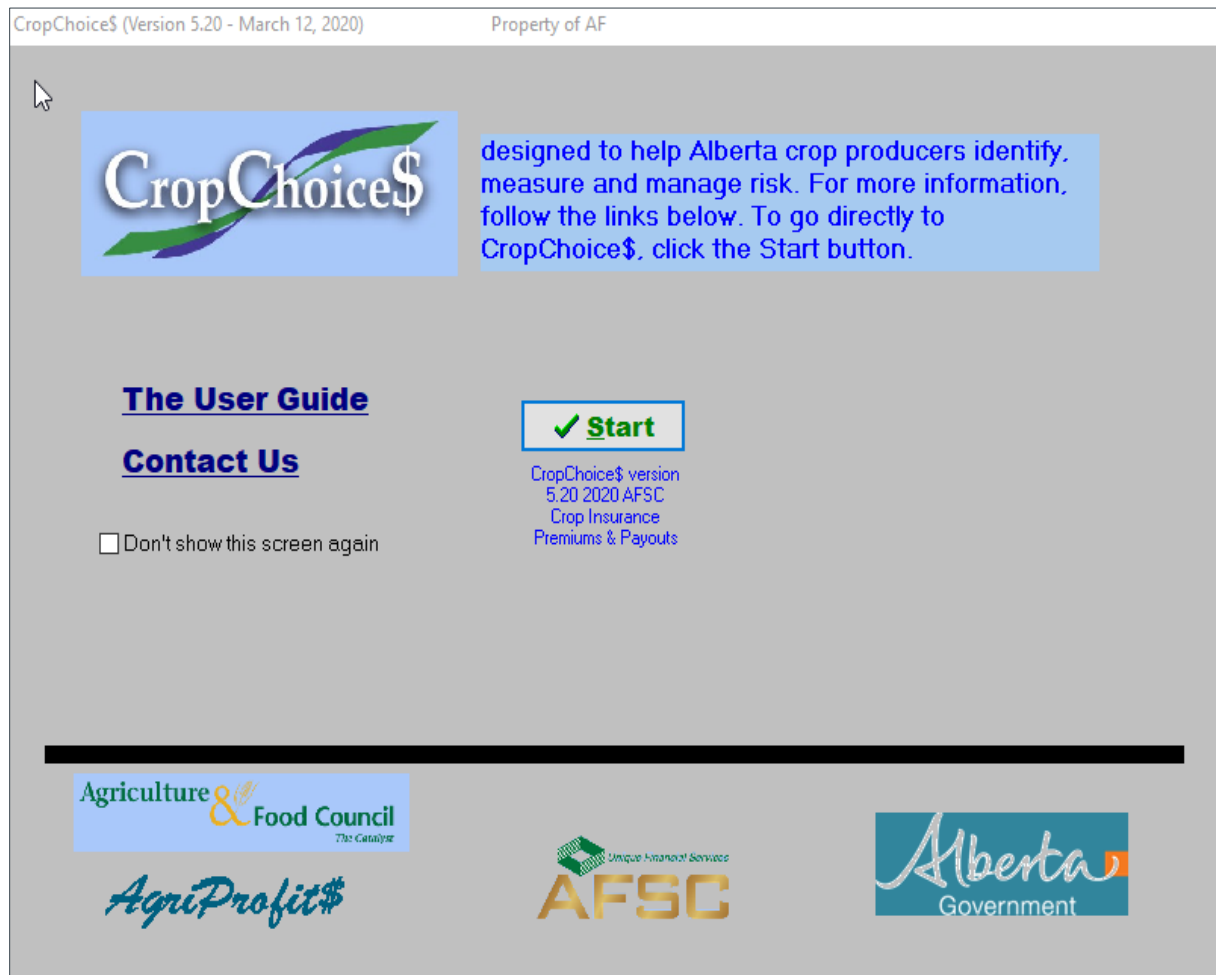 CropChoice$ (Version 5.20 - March 12, 2020) Property of AF
CropChoice$
designed to help Alberta crop producers identify,
measure and manage risk. For more information,
follow the links below. To go directly to
CropChoice$, click the Start button.
The User Guide
Contact Us
Don't show this screen again
Start
CropChoice$ version
5.20 2020 AFSC
Crop Insurance
Premiums & Payouts
Agriculture &
Food Council
The Catalyst
AgriProfit$
Unique Financial Services
AFSC
Alberta
Government